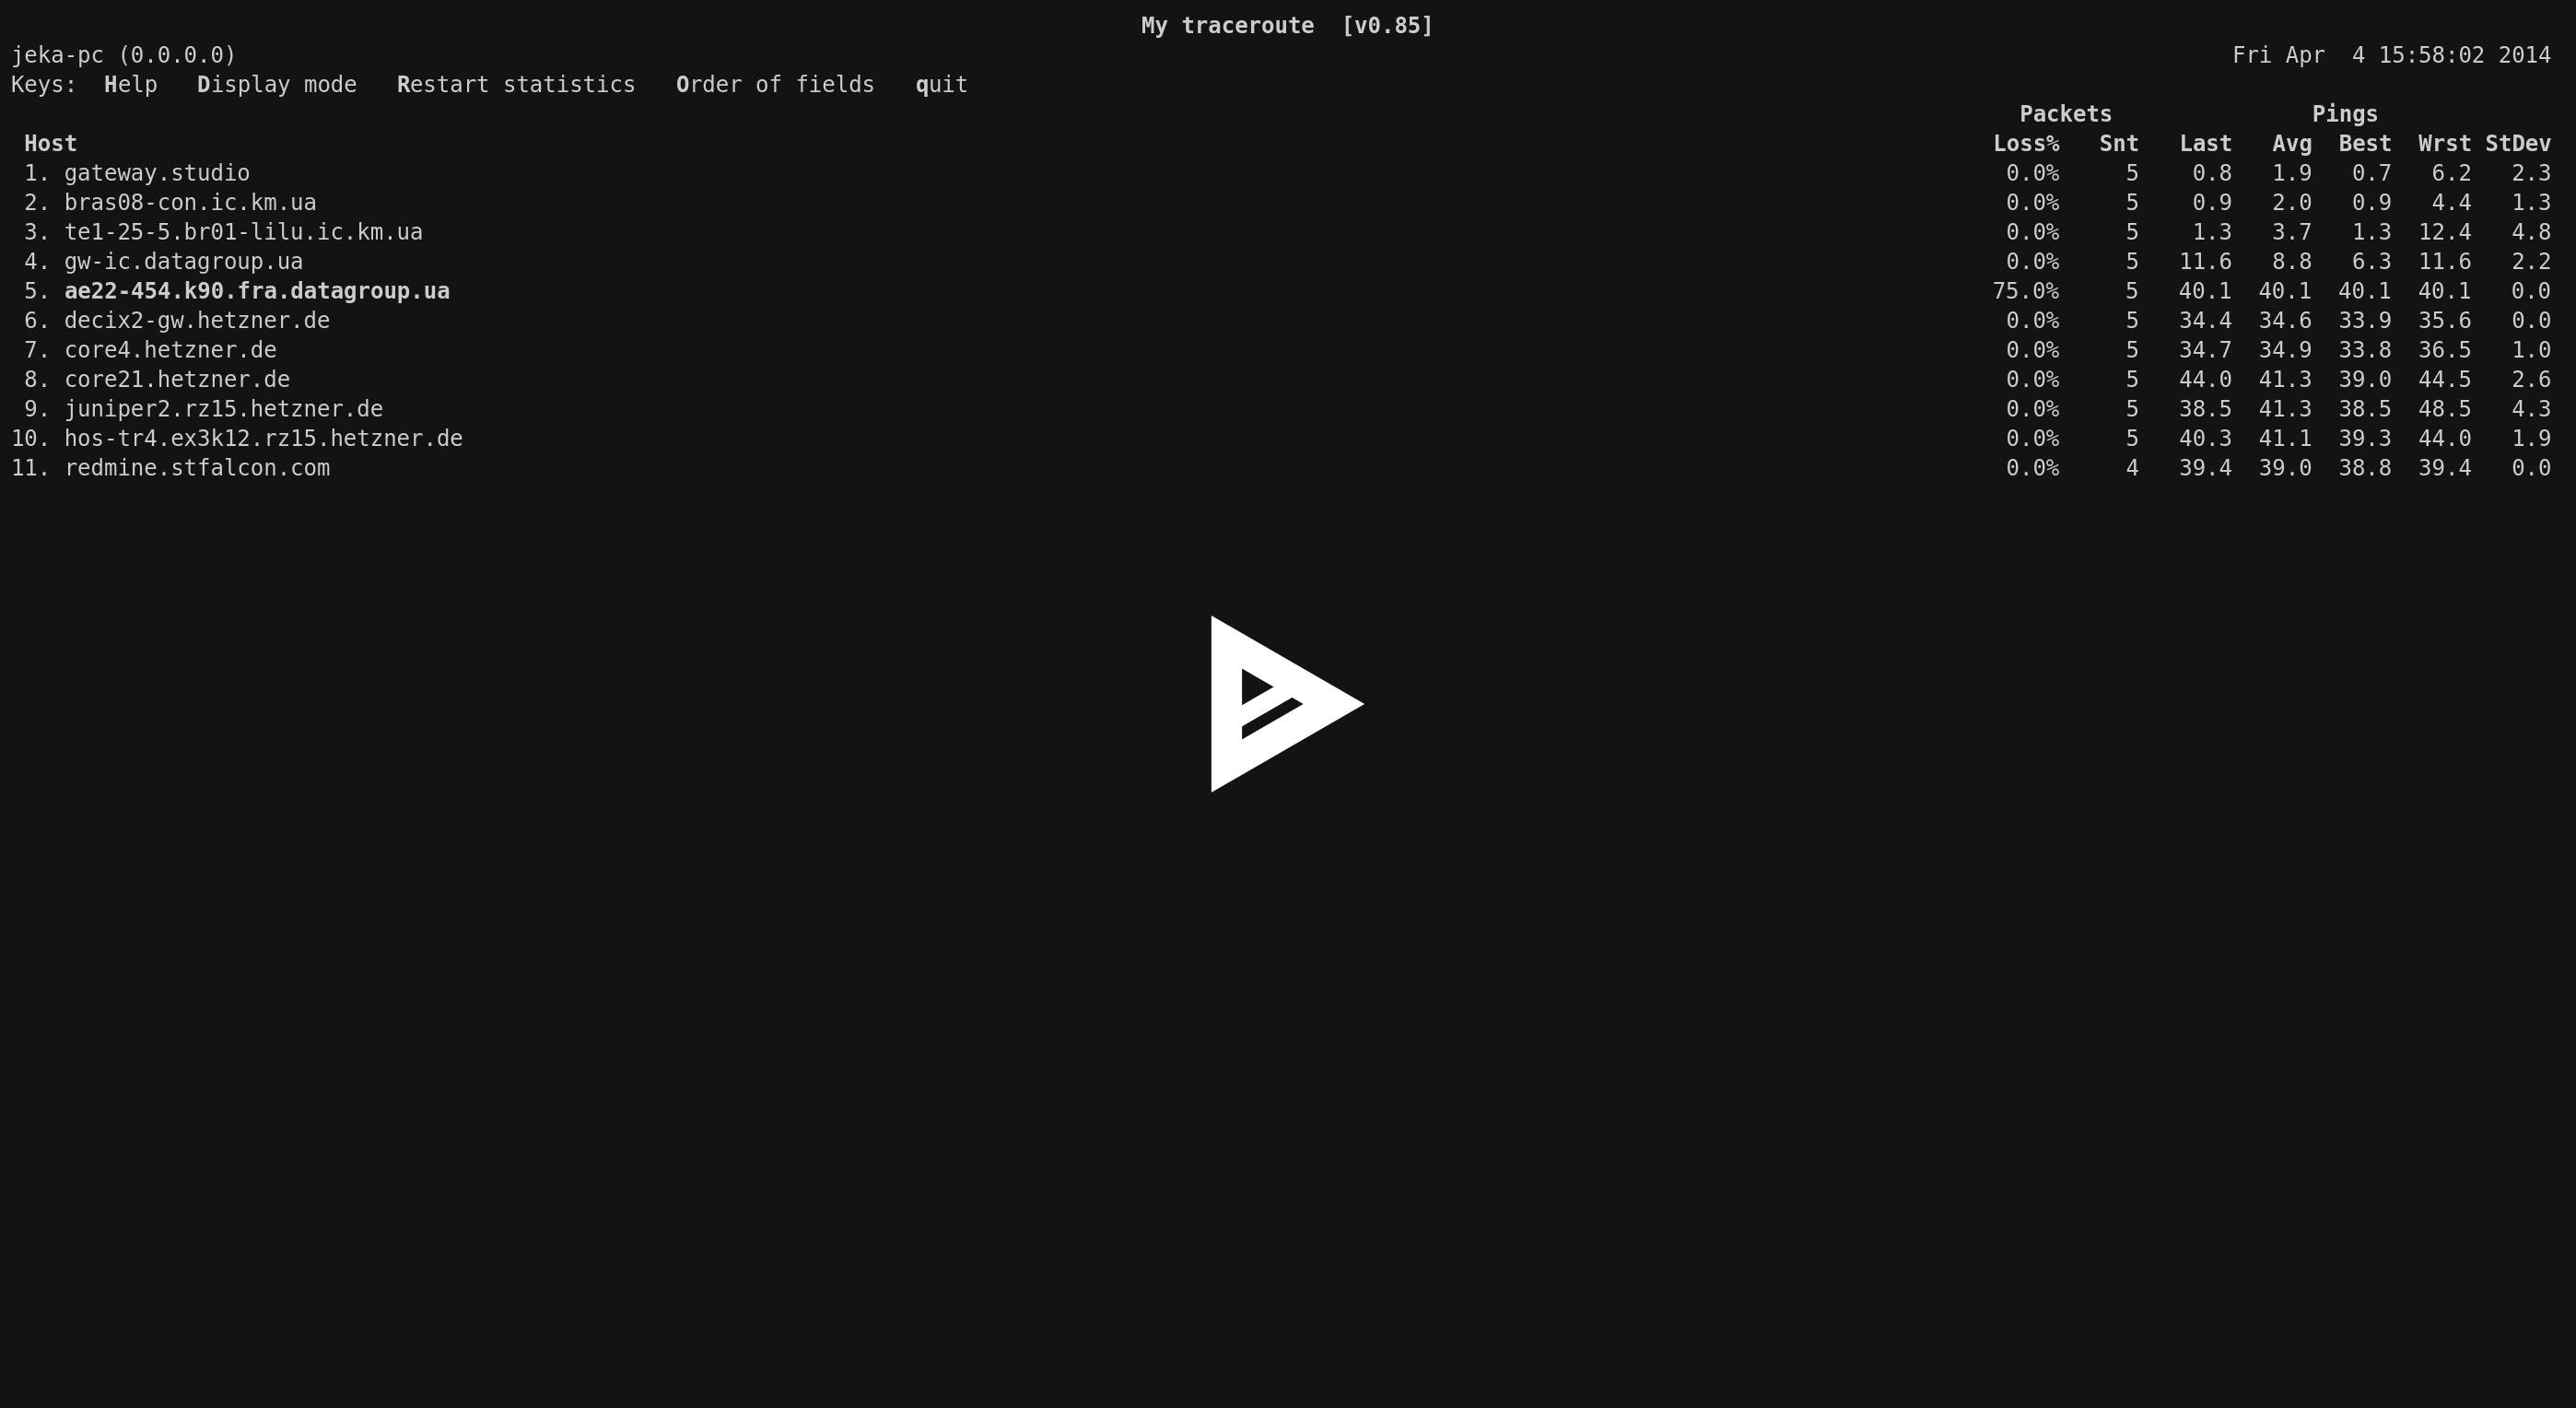 My traceroute  [v0.85]
jeka-pc (0.0.0.0)  Fri Apr  4 15:58:02 2014
Keys:  Help   Display mode   Restart statistics   Order of fields   quit
Packets  Pings
Host  Loss%  Snt  Last  Avg  Best  Wrst  StDev
1. gateway.studio  0.0%  5  0.8  1.9  0.7  6.2  2.3
2. bras08-con.ic.km.ua  0.0%  5  0.9  2.0  0.9  4.4  1.3
3. te1-25-5.br01-lilu.ic.km.ua  0.0%  5  1.3  3.7  1.3  12.4  4.8
4. gw-ic.datagroup.ua  0.0%  5  11.6  8.8  6.3  11.6  2.2
5. ae22-454.k90.fra.datagroup.ua  75.0%  5  40.1  40.1  40.1  40.1  0.0
6. decix2-gw.hetzner.de  0.0%  5  34.4  34.6  33.9  35.6  0.0
7. core4.hetzner.de  0.0%  5  34.7  34.9  33.8  36.5  1.0
8. core21.hetzner.de  0.0%  5  44.0  41.3  39.0  44.5  2.6
9. juniper2.rz15.hetzner.de  0.0%  5  38.5  41.3  38.5  48.5  4.3
10. hos-tr4.ex3k12.rz15.hetzner.de  0.0%  5  40.3  41.1  39.3  44.0  1.9
11. redmine.stfalcon.com  0.0%  4  39.4  39.0  38.8  39.4  0.0